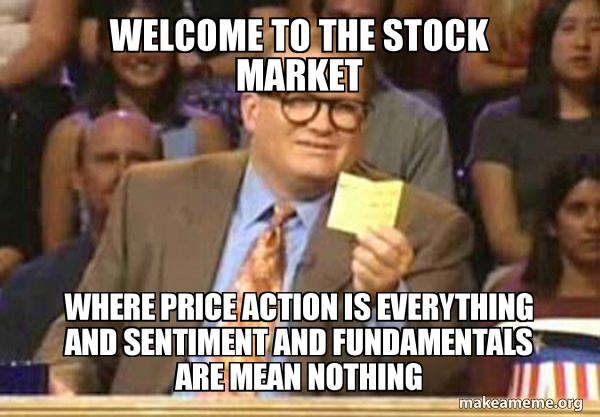 WELCOME TO THE STOCK
MARKET
WHERE PRICE ACTION IS EVERYTHING
AND SENTIMENT AND FUNDAMENTALS
ARE MEAN NOTHING
makeameme.org